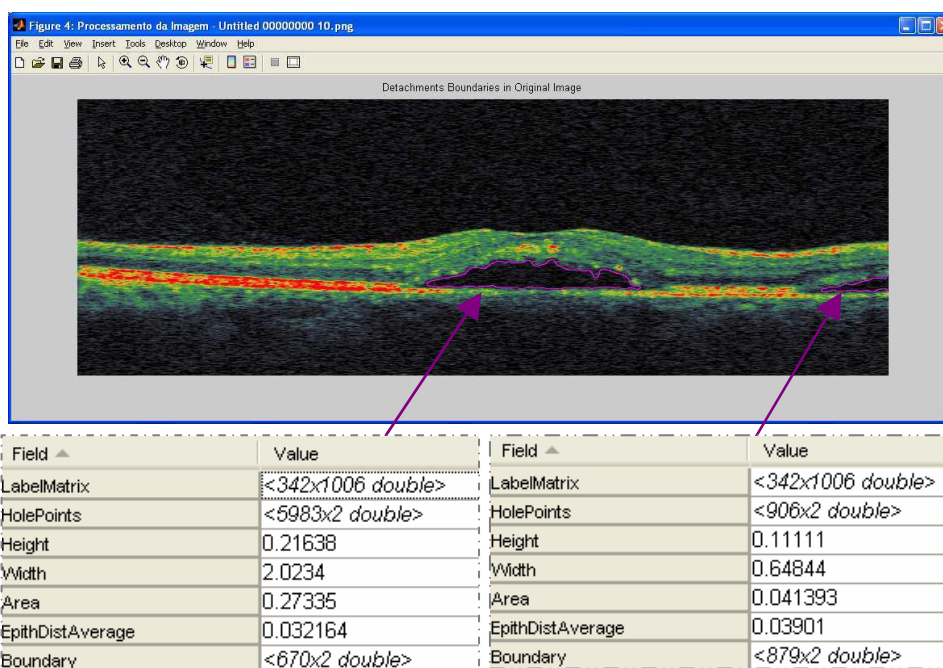 Figure 4: Processamento da Imagem - Untitled 00000000 10.png
File Edit View Insert Tools Desktop Window Help
Detachments Boundaries in Original Image
Field Value
LabelMatrix <342x1006 double>
HolePoints <5983x2 double>
Height 0.21638
Width 2.0234
Area 0.27335
EpithDistAverage 0.032164
Boundary <670x2 double>
Field Value
LabelMatrix <342x1006 double>
HolePoints <906x2 double>
Height 0.11111
Width 0.64844
Area 0.041393
EpithDistAverage 0.03901
Boundary <879x2 double>